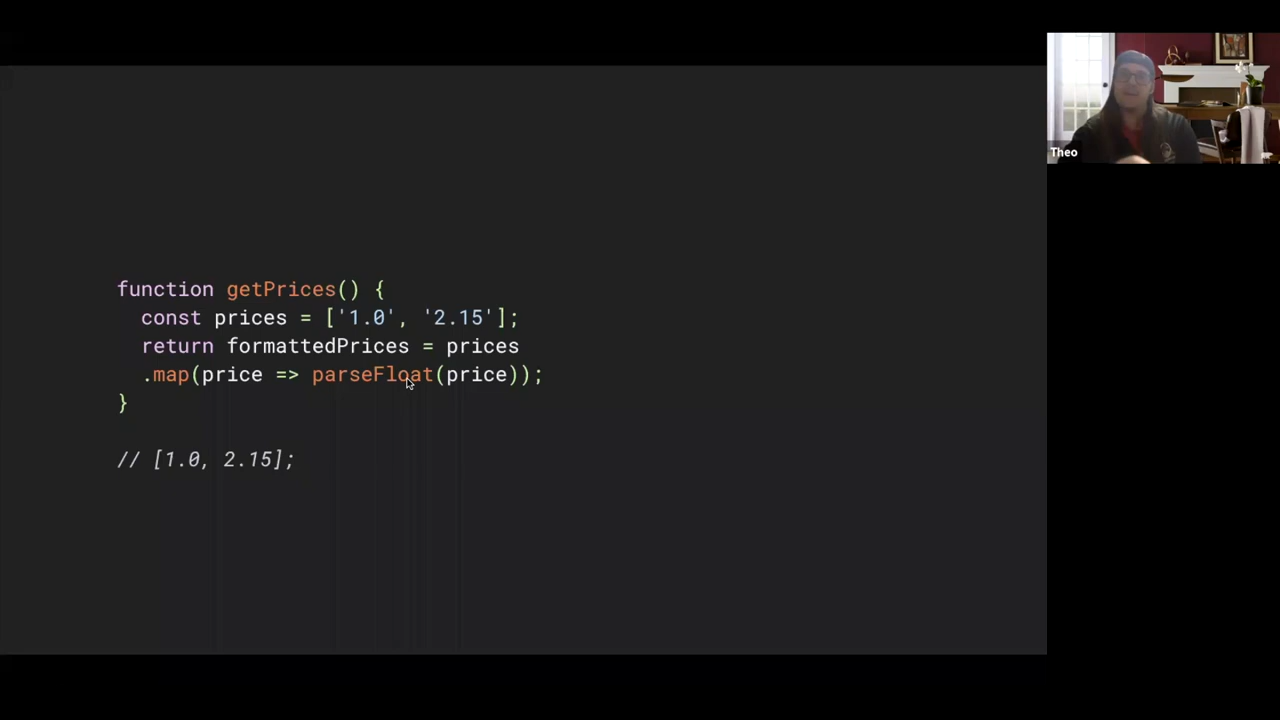 function getPrices() {
const prices = ['1.0', '2.15'];
return formattedPrices = prices
.map(price => parseFloat(price));
}
// [1.0, 2.15];
Theo